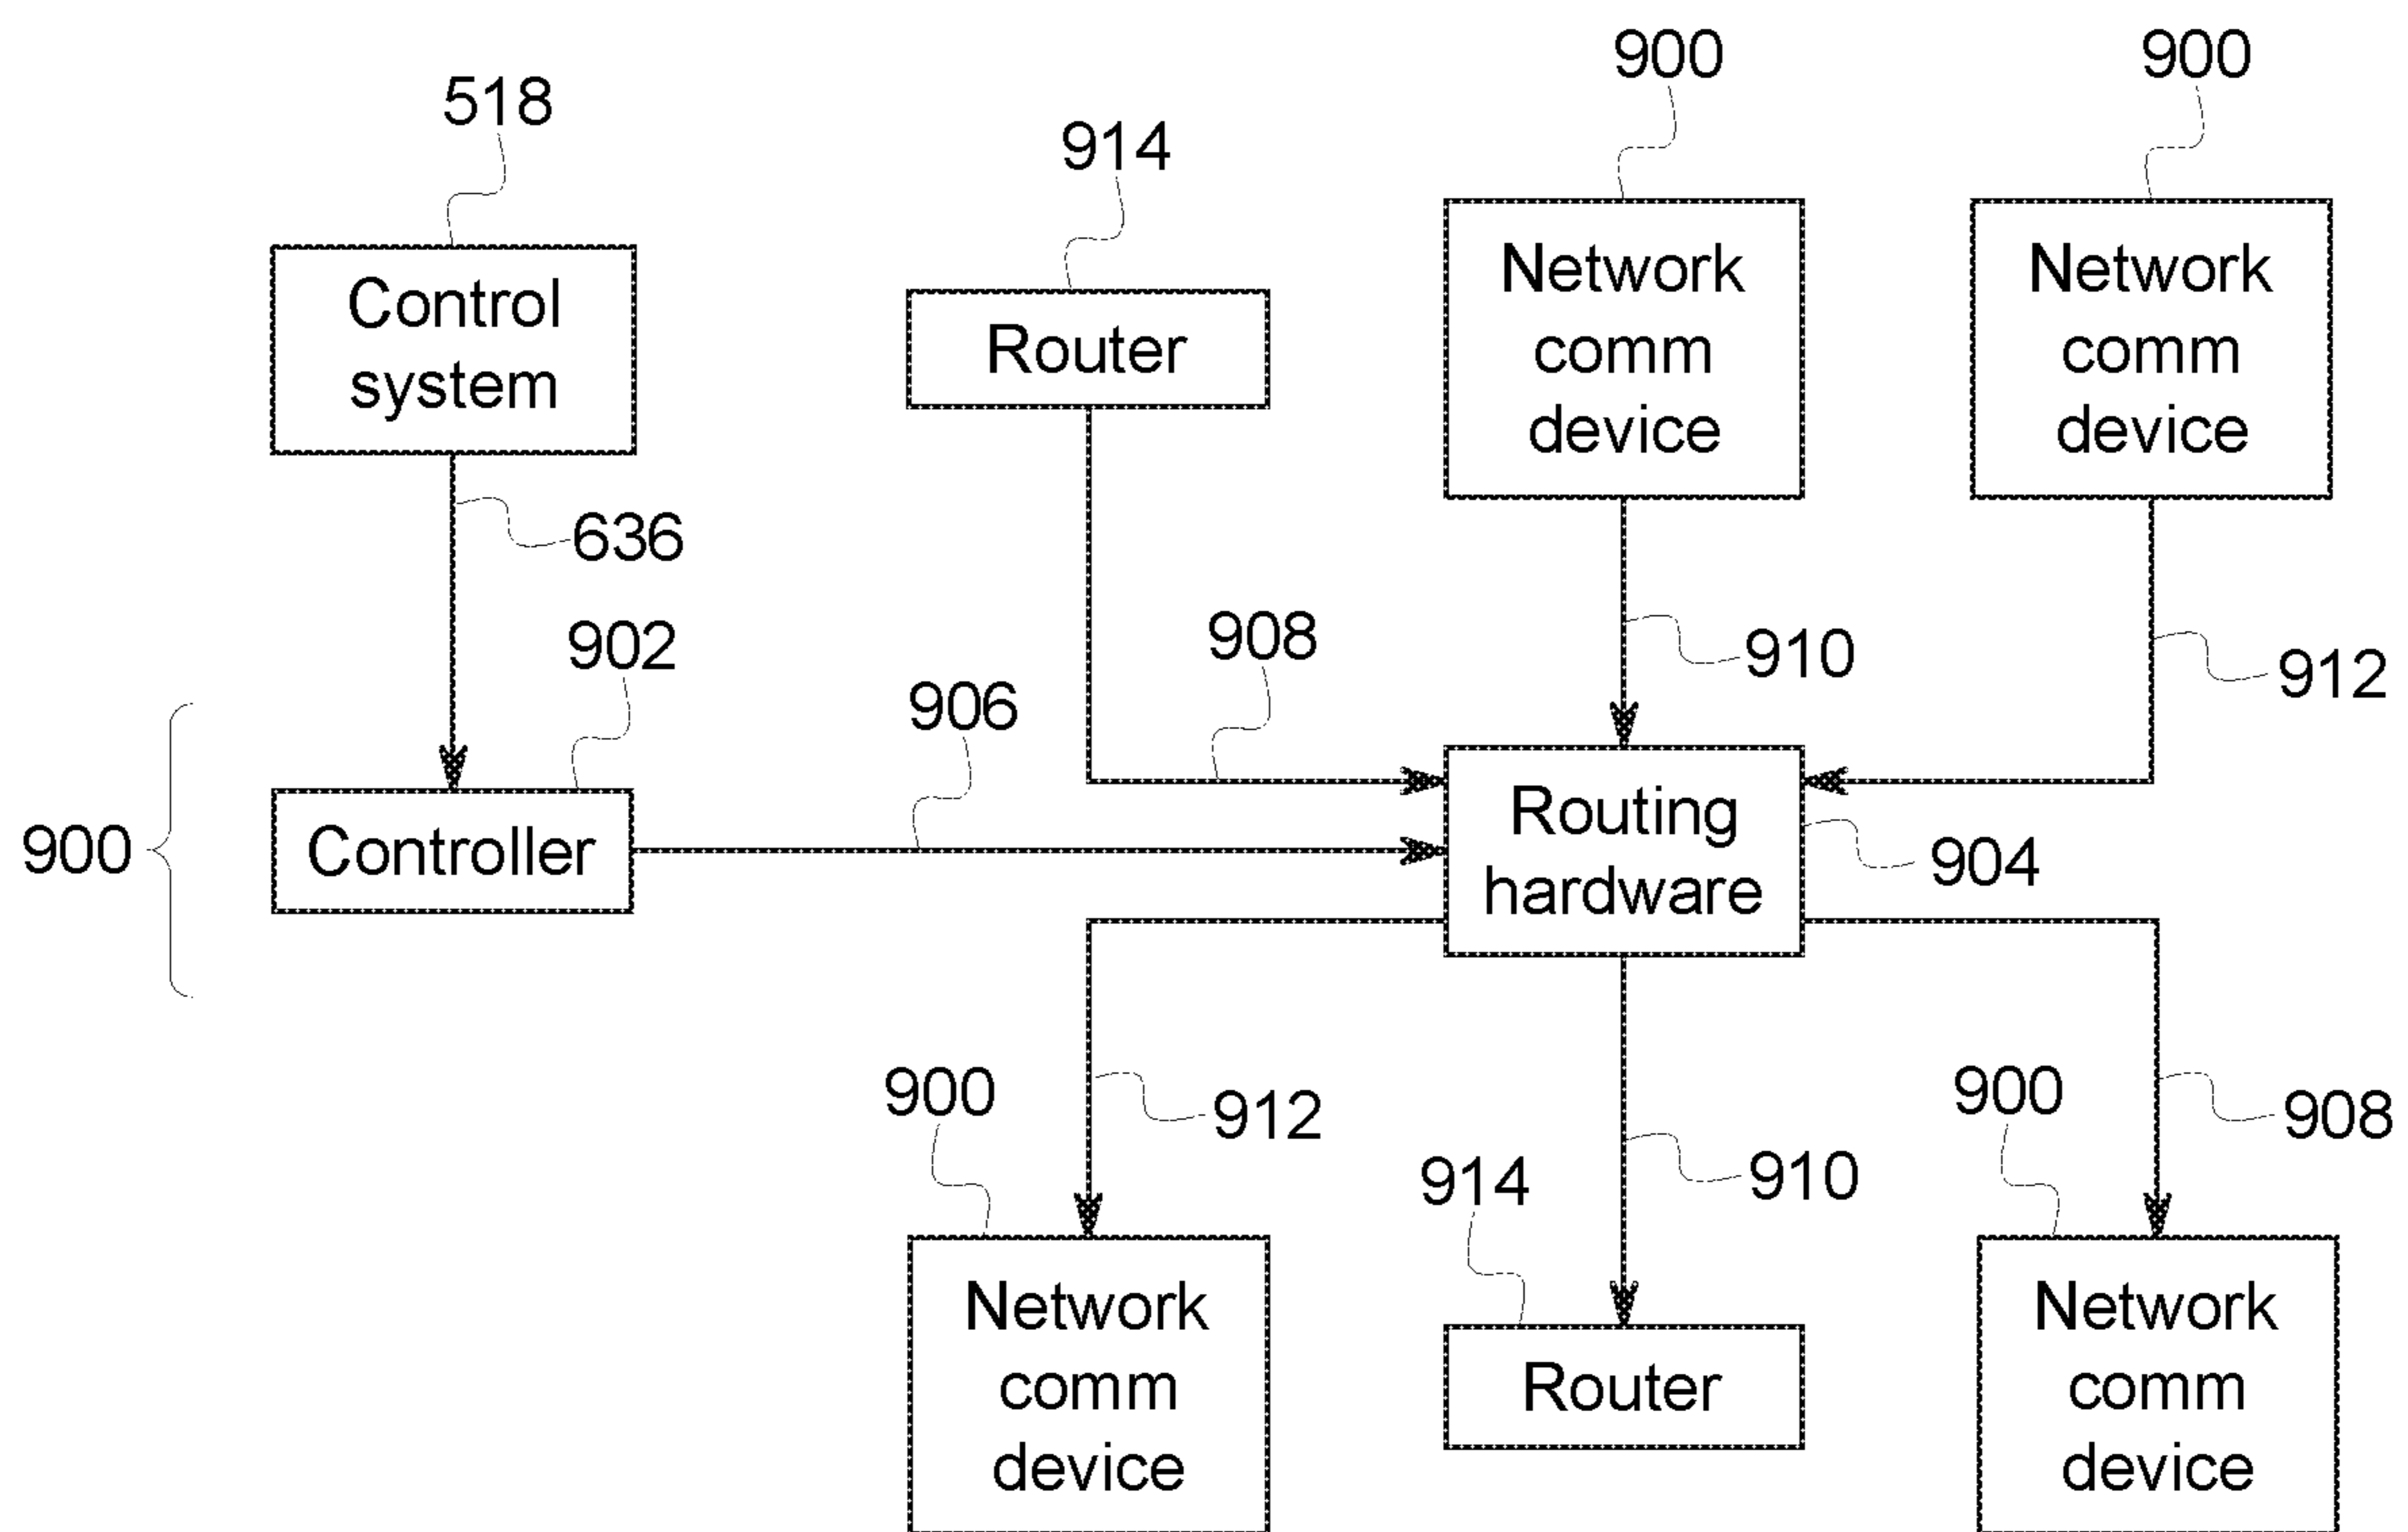 900
900
518
914
Control
system
Router
Network
comm
device
Network
comm
device
636
902
908
910
912
906
900
Controller
Routing
hardware
904
900
912
900
908
914
910
Network
comm
device
Router
Network
comm
device